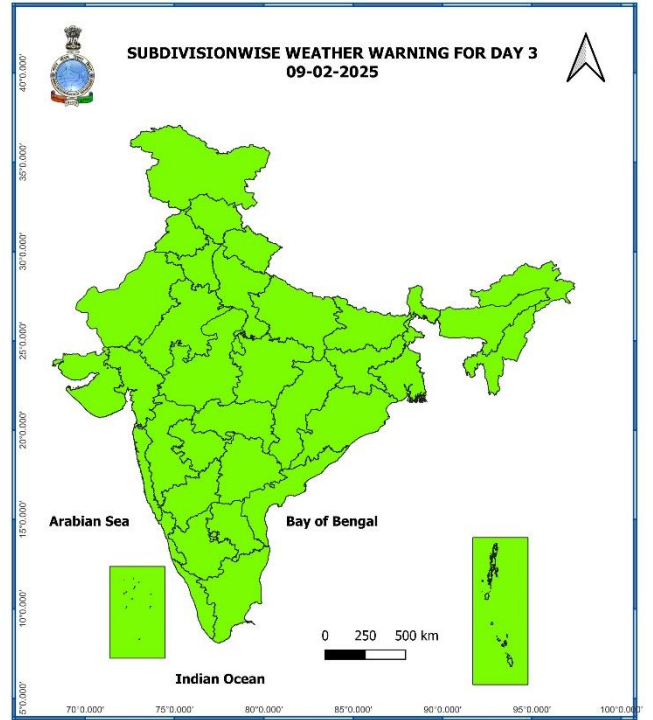 SUBDIVISIONWISE WEATHER WARNING FOR DAY 3
09-02-2025
40°0.000'
35°0.000'
30°0.000'
25°0.000'
20°0.000'
15°0.000'
10°0.000'
5°0.000'
Arabian Sea
Bay of Bengal
0 250 500 km
Indian Ocean
70°0.000' 75°0.000' 80°0.000' 85°0.000' 90°0.000' 95°0.000' 100°0.000'